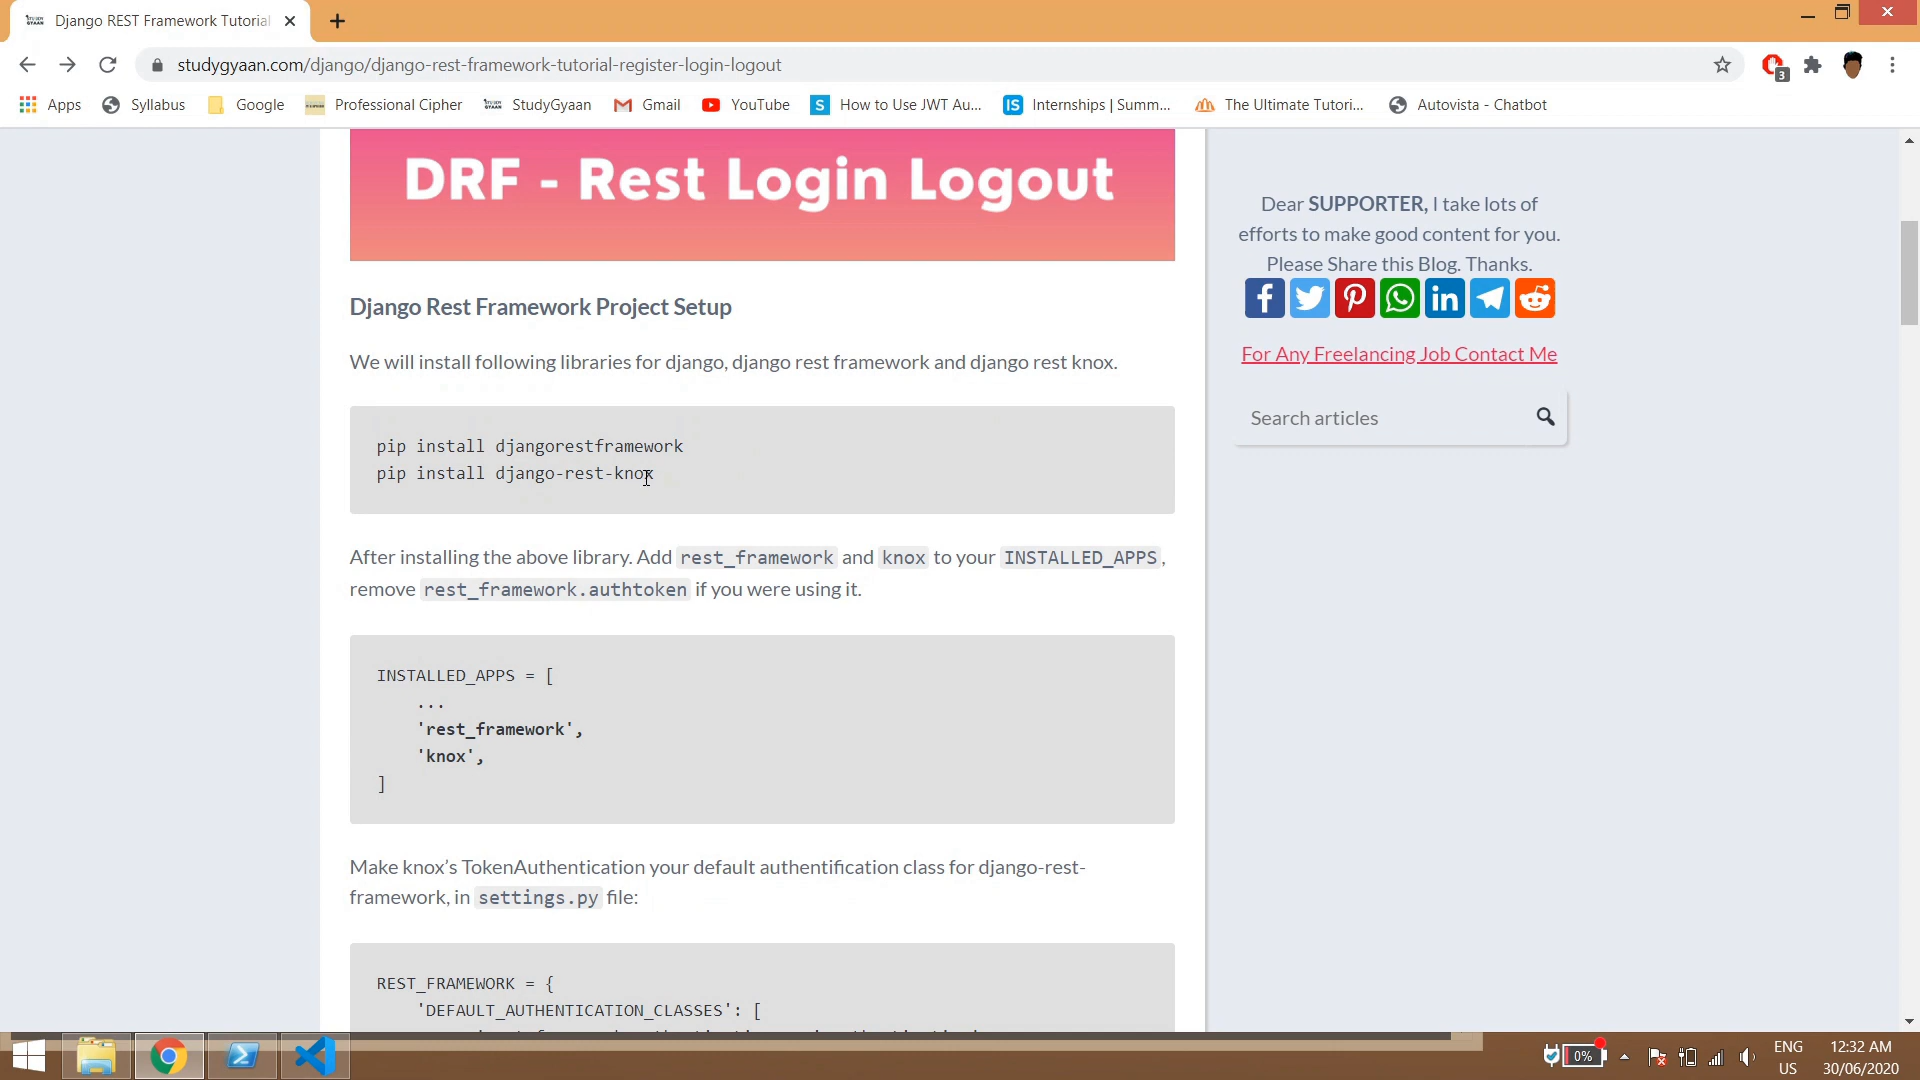 Django REST Framework Tutorial
studygyaan.com/django/django-rest-framework-tutorial-register-login-logout
3
Apps
Syllabus
Google
Professional Cipher
StudyGyaan
Gmail
YouTube
How to Use JWT Au...
Internships | Summ...
The Ultimate Tutori...
Autovista - Chatbot
DRF - Rest Login Logout
Django Rest Framework Project Setup
We will install following libraries for django, django rest framework and django rest knox.
pip install djangorestframework
pip install django-rest-knox
After installing the above library. Add rest_framework and knox to your INSTALLED_APPS,
remove rest_framework.authtoken if you were using it.
INSTALLED_APPS = [
...
'rest_framework',
'knox',
]
Make knox’s TokenAuthentication your default authentification class for django-rest-
framework, in settings.py file:
REST_FRAMEWORK = {
'DEFAULT_AUTHENTICATION_CLASSES': [
Dear SUPPORTER, I take lots of
efforts to make good content for you.
Please Share this Blog. Thanks.
For Any Freelancing Job Contact Me
Search articles
0%
ENG
US
12:32 AM
30/06/2020